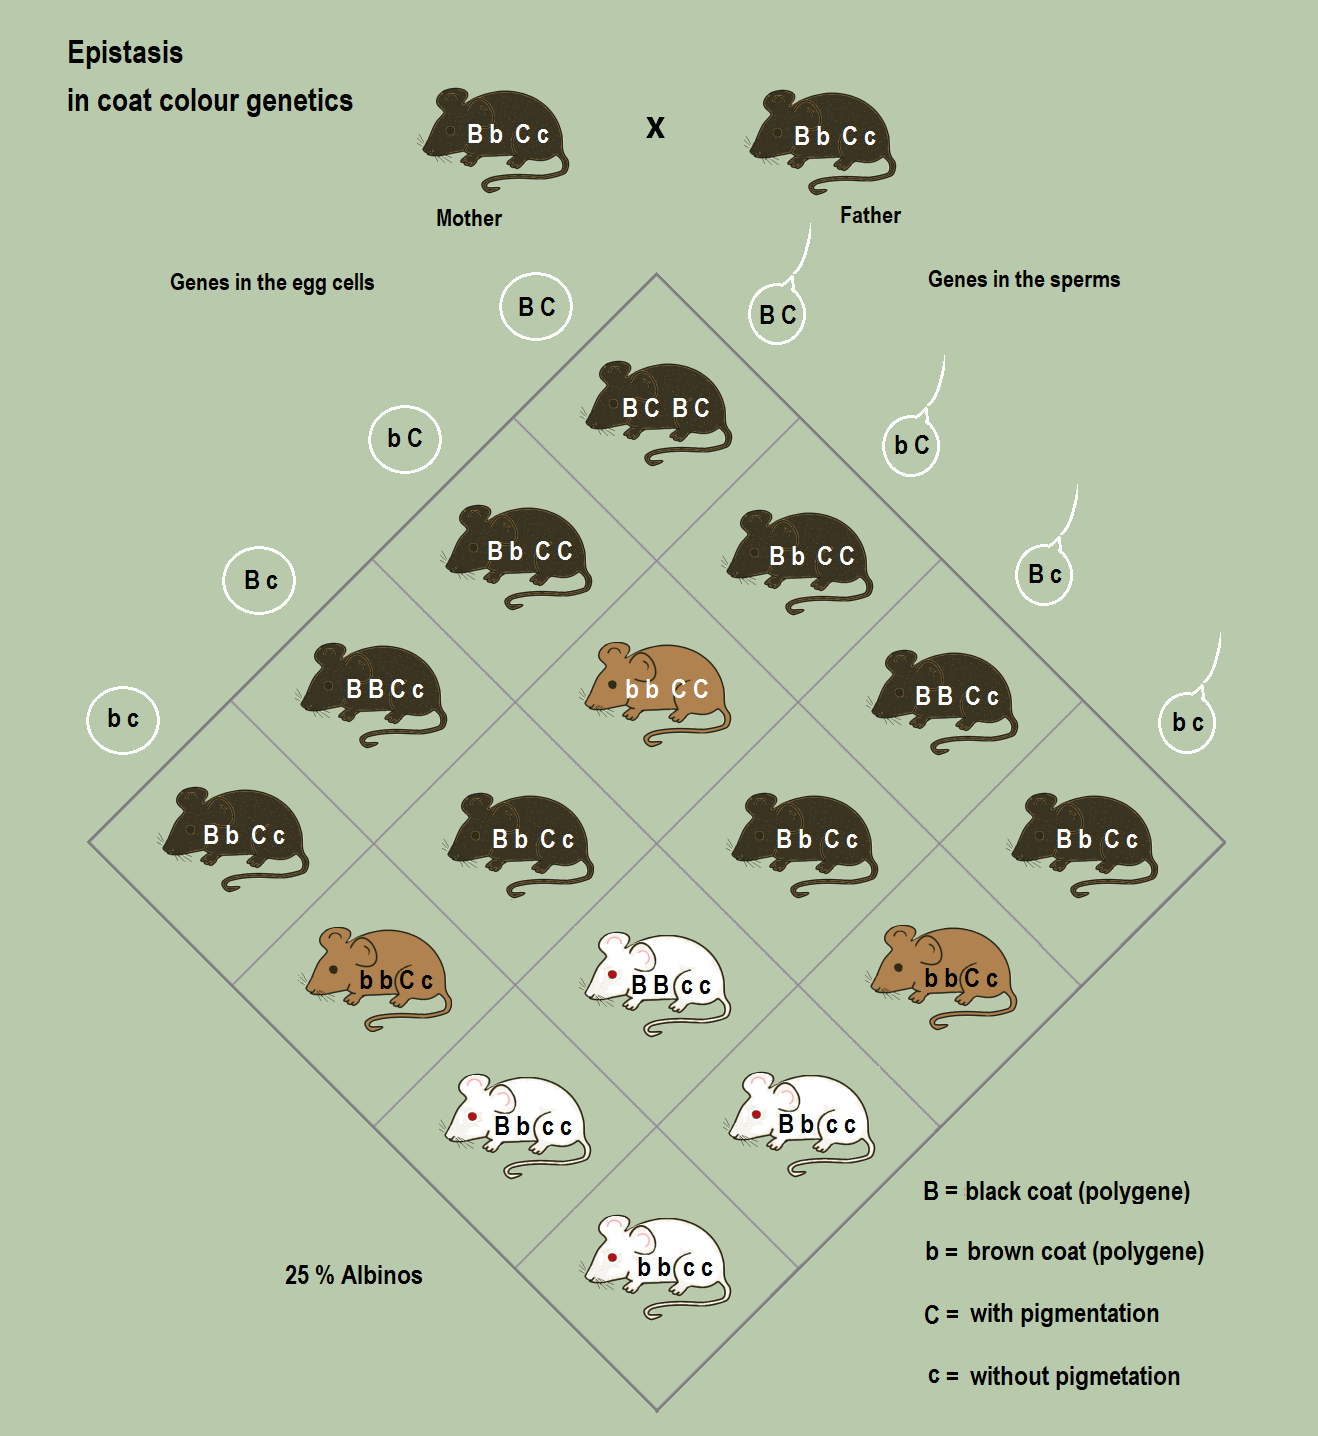 Epistasis
in coat colour genetics
B b C c
x
B b C c
Mother
Father
Genes in the egg cells
Genes in the sperms
B C
B C
B C B C
b C
b C
B b C C
B b C C
B c
B c
B B C c
b b C C
B B C c
b c
b c
B b C c
B b C c
B b C c
B b C c
b b C c
B B c c
b b C c
B b c c
B b c c
b b c c
B = black coat (polygene)
b = brown coat (polygene)
25 % Albinos
C = with pigmentation
c = without pigmetation